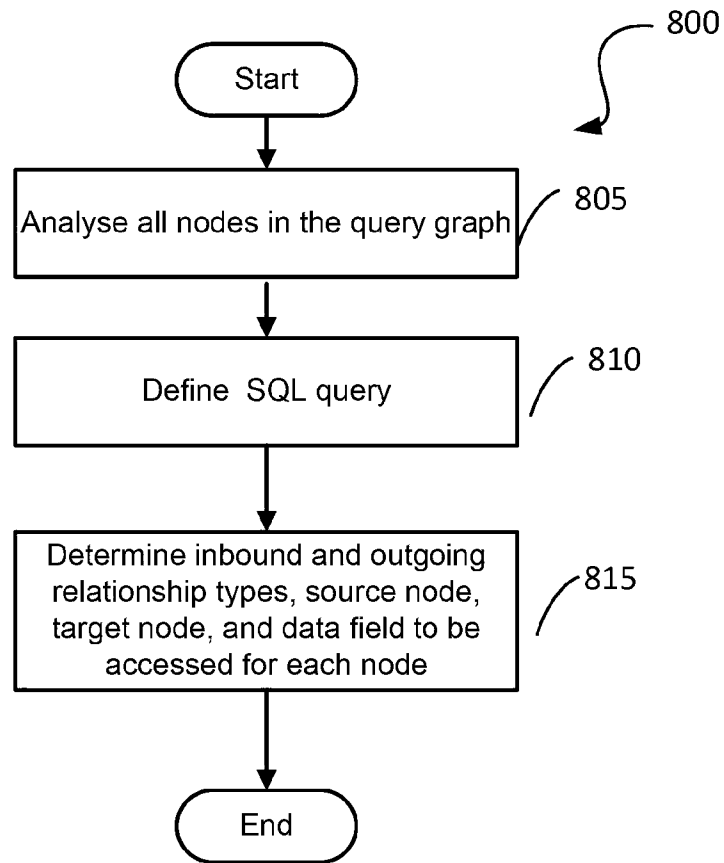 800
Start
Analyse all nodes in the query graph
805
Define SQL query
810
Determine inbound and outgoing
relationship types, source node,
target node, and data field to be
accessed for each node
815
End